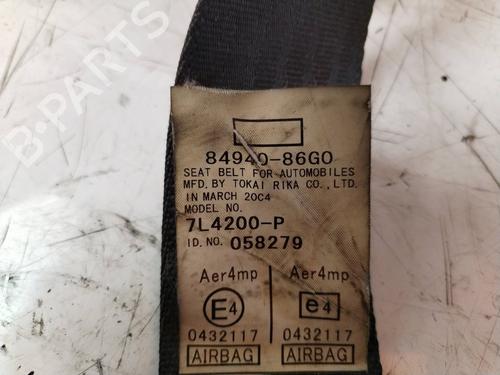 B-PARTS
84940-86G0
SEAT BELT FOR AUTOMOBILES
MFD. BY TOKAI RIKA CO., LTD.
IN MARCH 20C4
MODEL NO.
7L4200-P
ID. NO. 058279
Aer4mp Aer4mp
E4 e4
0432117 0432117
AIRBAG AIRBAG